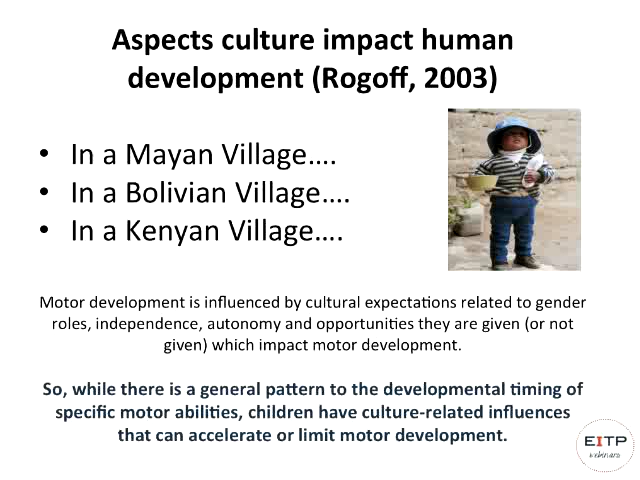 Aspects culture impact human
development (Rogoff, 2003)
• In a Mayan Village....
• In a Bolivian Village....
• In a Kenyan Village....
Motor development is influenced by cultural expectations related to gender
roles, independence, autonomy and opportunities they are given (or not
given) which impact motor development.
So, while there is a general pattern to the developmental timing of
specific motor abilities, children have culture-related influences
that can accelerate or limit motor development.
EITP
webinars